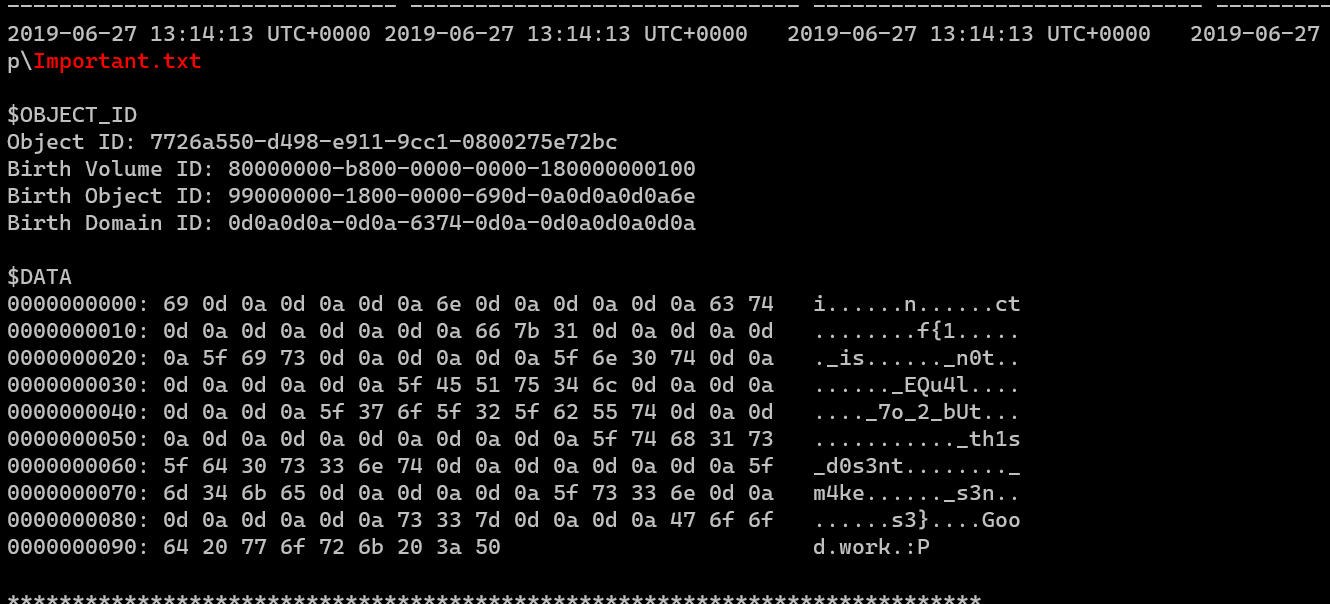 ---------------------------- ---------------------------- ---------------------------- --------
2019-06-27 13:14:13 UTC+0000 2019-06-27 13:14:13 UTC+0000   2019-06-27 13:14:13 UTC+0000   2019-06-27
p\Important.txt
$OBJECT_ID
Object ID: 7726a550-d498-e911-9cc1-0800275e72bc
Birth Volume ID: 80000000-b800-0000-0000-180000000100
Birth Object ID: 99000000-1800-0000-690d-0a0d0a0d0a6e
Birth Domain ID: 0d0a0d0a-0d0a-6374-0d0a-0d0a0d0a0d0a
$DATA
0000000000: 69 0d 0a 0d 0a 0d 0a 6e 0d 0a 0d 0a 0d 0a 63 74   i......n......ct
0000000010: 0d 0a 0d 0a 0d 0a 0d 0a 66 7b 31 0d 0a 0d 0a 0d   ........f{1.....
0000000020: 0a 5f 69 73 0d 0a 0d 0a 0d 0a 5f 6e 30 74 0d 0a   ._is......_n0t..
0000000030: 0d 0a 0d 0a 0d 0a 5f 45 51 75 34 6c 0d 0a 0d 0a   ......_EQu4l....
0000000040: 0d 0a 0d 0a 5f 37 6f 5f 32 5f 62 55 74 0d 0a 0d   ...._7o_2_bUt...
0000000050: 0a 0d 0a 0d 0a 0d 0a 0d 0a 0d 0a 5f 74 68 31 73   ..........._th1s
0000000060: 5f 64 30 73 33 6e 74 0d 0a 0d 0a 0d 0a 0d 0a 5f   _d0s3nt........_
0000000070: 6d 34 6b 65 0d 0a 0d 0a 0d 0a 5f 73 33 6e 0d 0a   m4ke......_s3n..
0000000080: 0d 0a 0d 0a 0d 0a 73 33 7d 0d 0a 0d 0a 47 6f 6f   ......s3}....Goo
0000000090: 64 20 77 6f 72 6b 20 3a 50                        d.work.:P
***************************************************************************